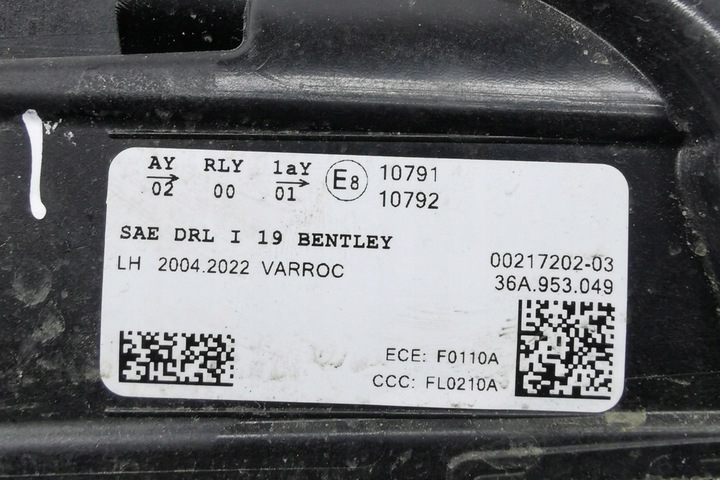 AY RLY 1aY E8 10791
02 00 01 10792
SAE DRL I 19 BENTLEY
LH 2004.2022 VARROC
00217202-03
36A.953.049
ECE: F0110A
CCC: FL0210A